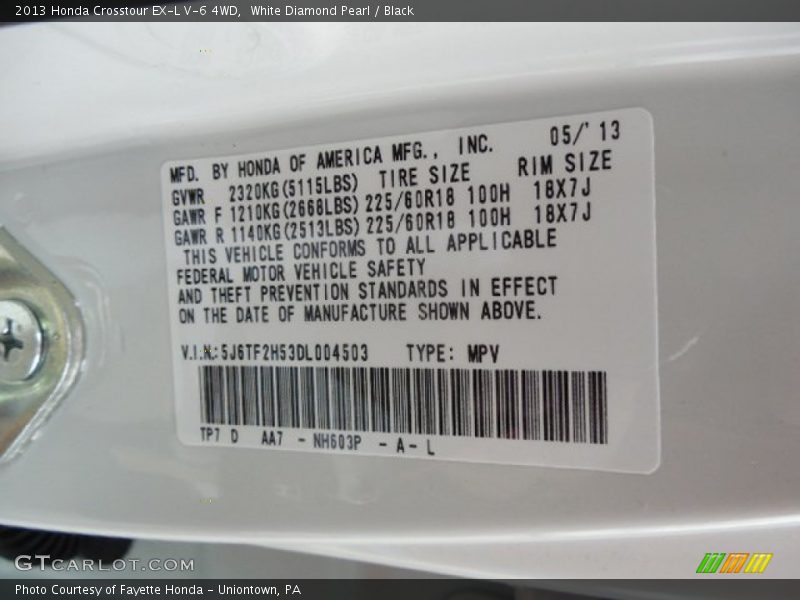 2013 Honda Crosstour EX-L V-6 4WD, White Diamond Pearl / Black
MFD. BY HONDA OF AMERICA MFG., INC. 05/'13
GVWR 2320KG(5115LBS) TIRE SIZE RIM SIZE
GAWR F 1210KG(2668LBS) 225/60R18 100H 18X7J
GAWR R 1140KG(2513LBS) 225/60R18 100H 18X7J
THIS VEHICLE CONFORMS TO ALL APPLICABLE
FEDERAL MOTOR VEHICLE SAFETY
AND THEFT PREVENTION STANDARDS IN EFFECT
ON THE DATE OF MANUFACTURE SHOWN ABOVE.
V.I.N.:5J6TF2H53DL004503 TYPE: MPV
TP7 D AA7 - NH603P - A - L
GTCARLOT.COM
Photo Courtesy of Fayette Honda - Uniontown, PA